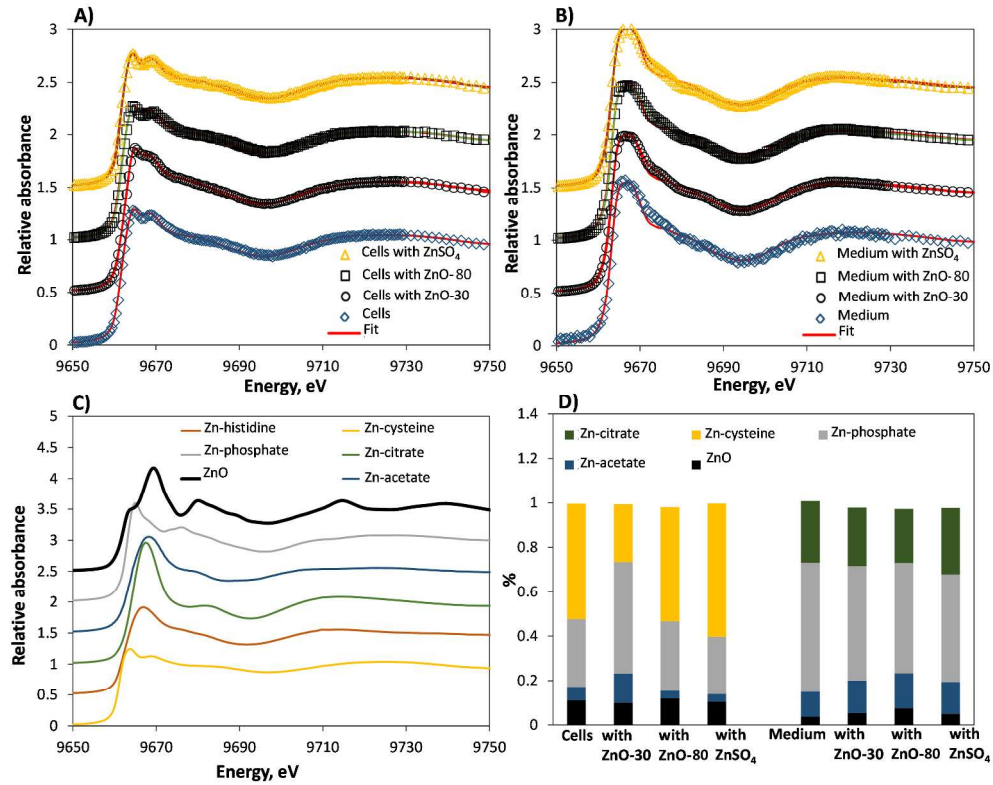 A)
3
2.5
2
1.5
1
0.5
0
Relative absorbance
Cells with ZnSO₄
Cells with ZnO-80
Cells with ZnO-30
Cells
Fit
9650 9670 9690 9710 9730 9750
Energy, eV
B)
3
2.5
2
1.5
1
0.5
0
Relative absorbance
Medium with ZnSO₄
Medium with ZnO-80
Medium with ZnO-30
Medium
Fit
9650 9670 9690 9710 9730 9750
Energy, eV
C)
5
4.5
4
3.5
3
2.5
2
1.5
1
0.5
0
Relative absorbance
Zn-histidine Zn-cysteine
Zn-phosphate Zn-citrate
ZnO Zn-acetate
9650 9670 9690 9710 9730 9750
Energy, eV
D)
1.4
1.2
1
0.8
0.6
0.4
0.2
0
%
Zn-citrate Zn-cysteine Zn-phosphate
Zn-acetate ZnO
Cells with with with Medium with with with
ZnO-30 ZnO-80 ZnSO₄ ZnO-30 ZnO-80 ZnSO₄